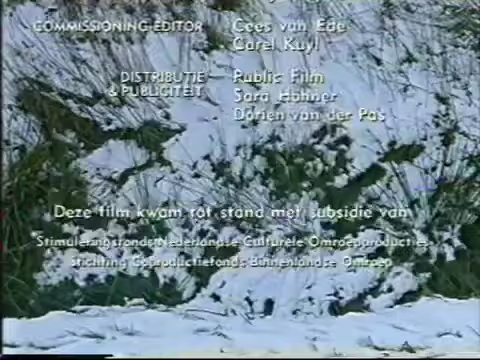 COMMISSIONING EDITOR Cees van Ede
Carel Kuyl
DISTRIBUTIE Public Film
& PUBLICITEIT Sara Höhner
Dorien van der Pas
Deze film kwam tot stand met subsidie van
Stimuleringsfonds Nederlandse Culturele Omroepproducties
Stichting Coproductiefonds Binnenlandse Omroep